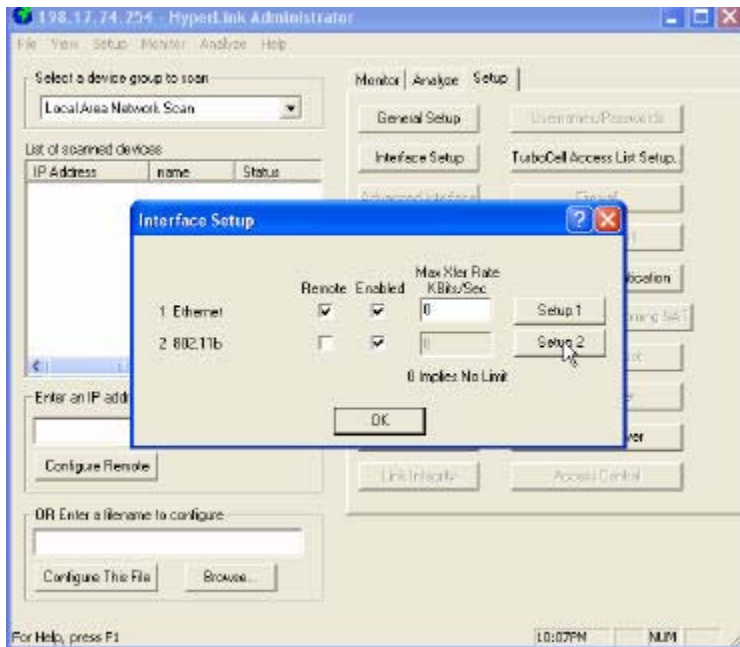 198.17.74.254 - HyperLink Administrator
File View Setup Monitor Analyze Help
Select a device group to scan
Local Area Network Scan
List of scanned devices
IP Address name Status
Enter an IP addr
Configure Remote
OR Enter a filename to configure
Configure This File Browse...
Monitor Analyze Setup
General Setup Usernames/Passwords
Interface Setup TurboCell Access List Setup.
Advanced Interface Firewall
Link Integrity Access Control
Interface Setup
Remote Enabled Max Xfer Rate KBits/Sec
1 Ethernet 0 Setup 1
2 802.11b 0 Setup 2
0 Implies No Limit
OK
For Help, press F1 10:07PM NUM